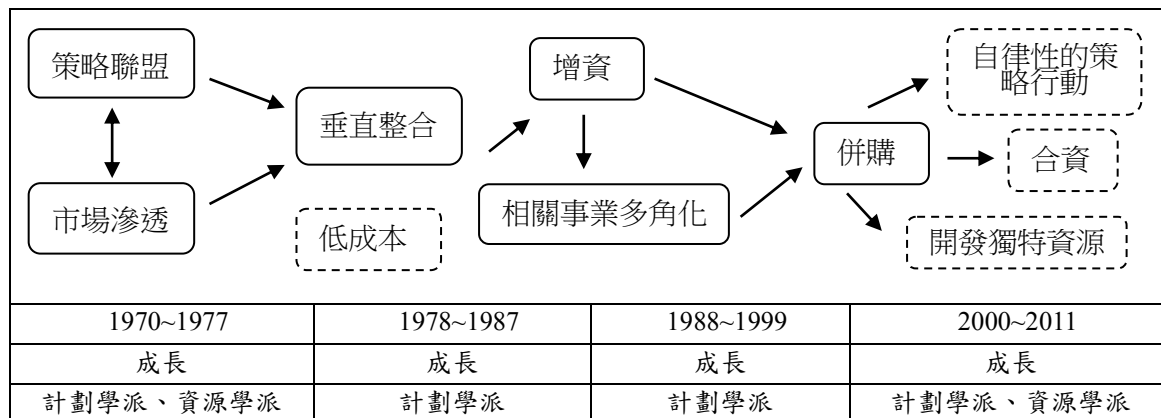 策略聯盟
市場滲透
垂直整合
低成本
增資
相關事業多角化
併購
自律性的策
略行動
合資
開發獨特資源
1970~1977 1978~1987 1988~1999 2000~2011
成長 成長 成長 成長
計劃學派、資源學派 計劃學派 計劃學派 計劃學派、資源學派